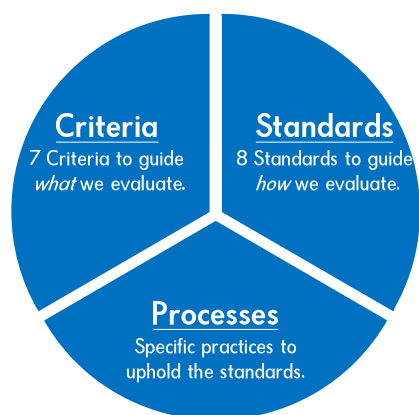 Criteria
7 Criteria to guide
what we evaluate.
Standards
8 Standards to guide
how we evaluate.
Processes
Specific practices to
uphold the standards.